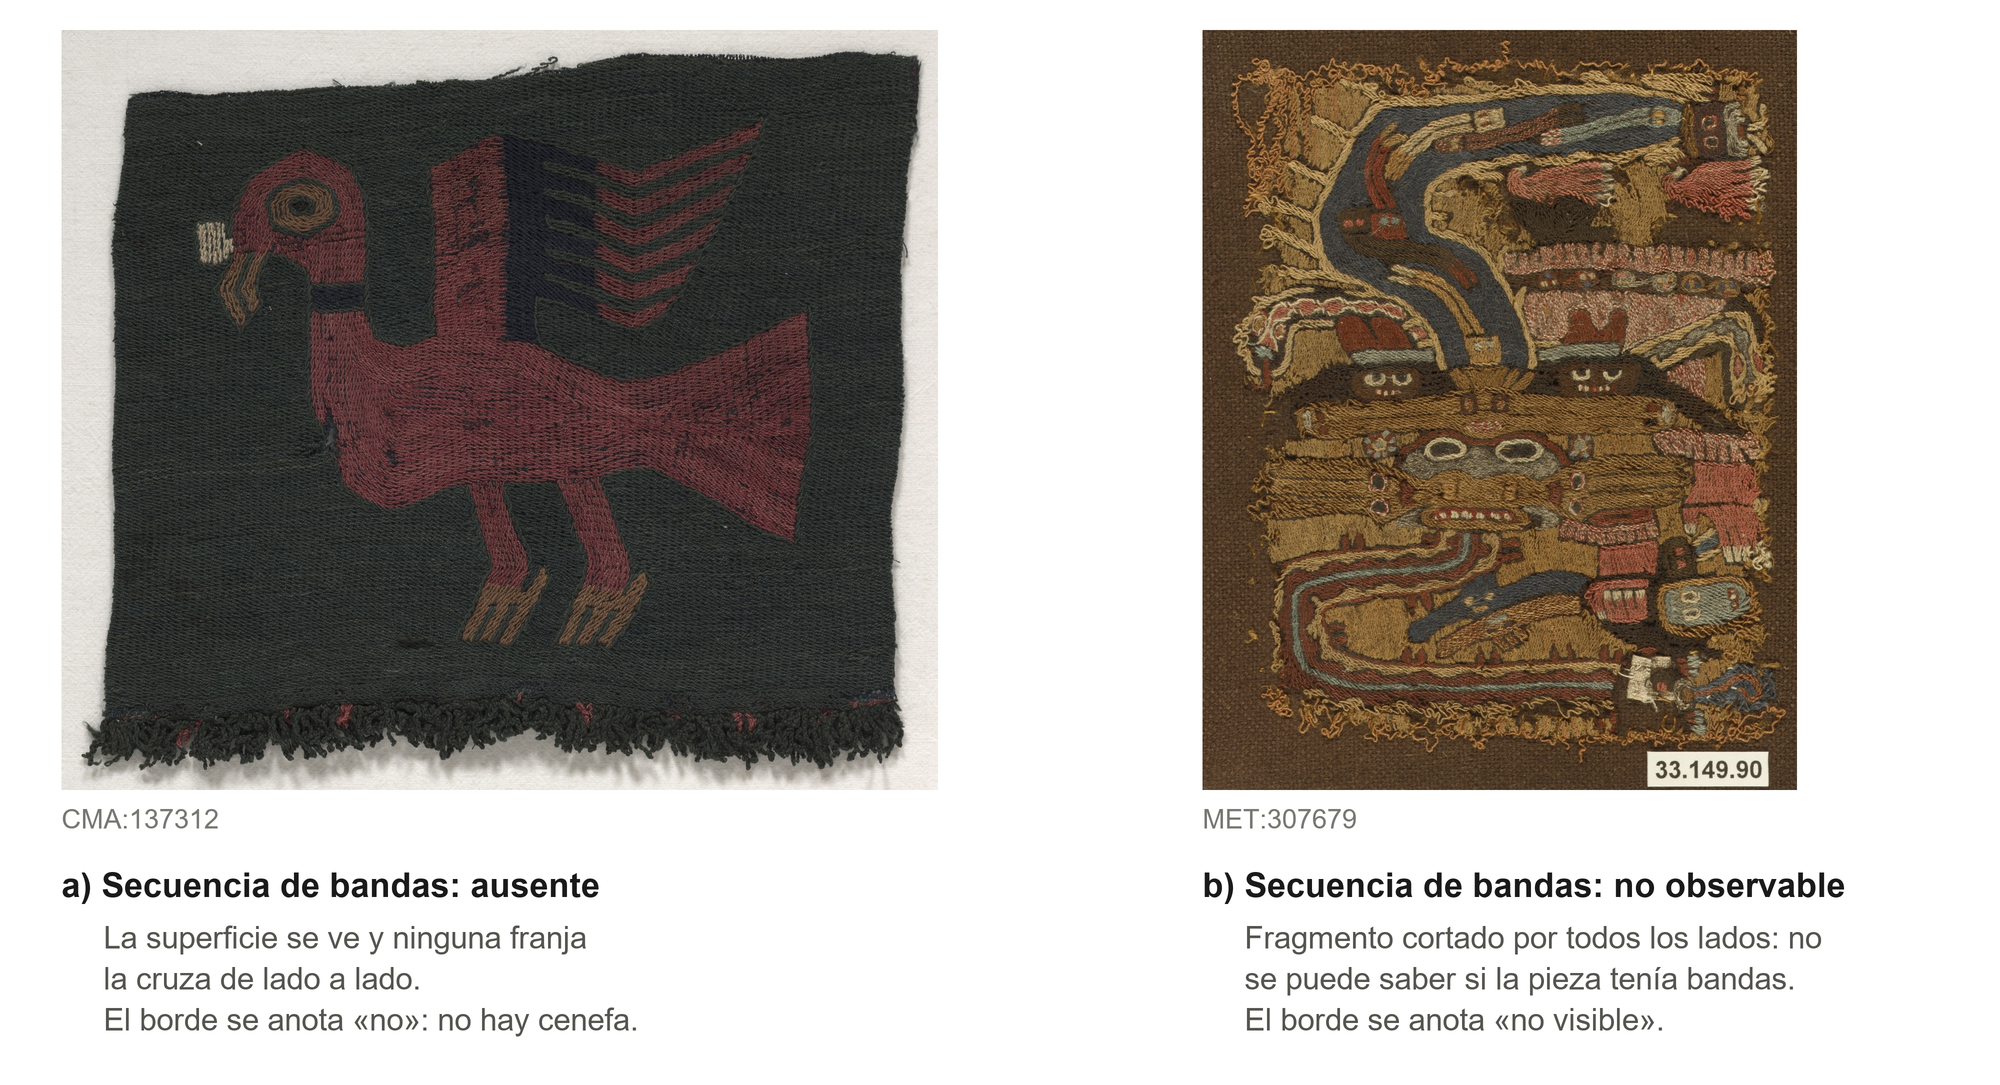 33.149.90
CMA:137312
MET:307679
a) Secuencia de bandas: ausente
La superficie se ve y ninguna franja
la cruza de lado a lado.
El borde se anota «no»: no hay cenefa.
b) Secuencia de bandas: no observable
Fragmento cortado por todos los lados: no
se puede saber si la pieza tenía bandas.
El borde se anota «no visible».